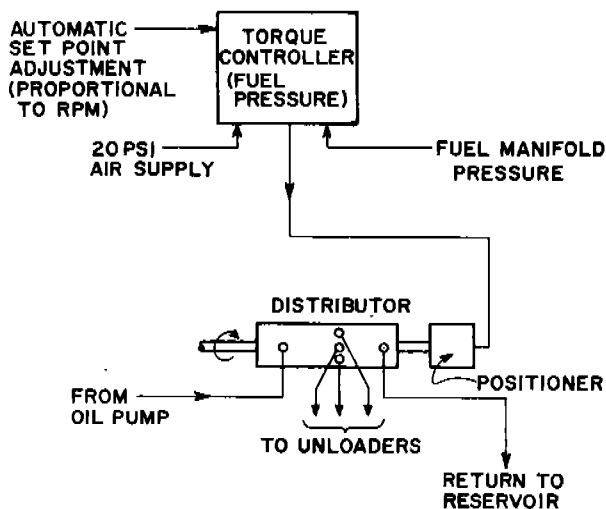 AUTOMATIC
SET POINT
ADJUSTMENT
(PROPORTIONAL
TO RPM)
TORQUE
CONTROLLER
(FUEL
PRESSURE)
20 PSI
AIR SUPPLY
FUEL MANIFOLD
PRESSURE
DISTRIBUTOR
POSITIONER
FROM
OIL PUMP
TO UNLOADERS
RETURN TO
RESERVOIR